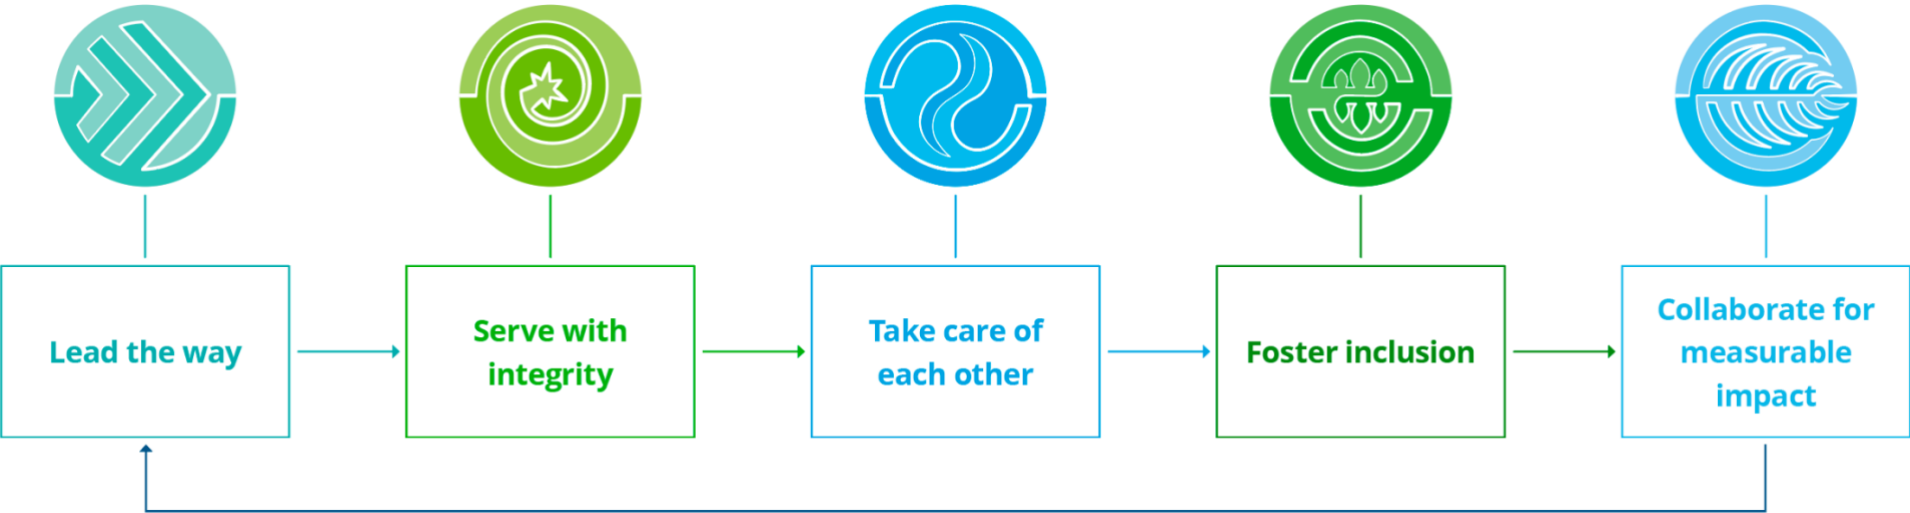 Lead the way
Serve with
integrity
Take care of
each other
Foster inclusion
Collaborate for
measurable
impact